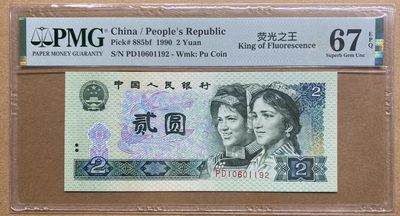 PMG
PAPER MONEY GUARANTY
China / People's Republic
Pick# 885bf 1990 2 Yuan
S/N PD10601192 - Wmk: Pu Coin
荧光之王
King of Fluorescence
67
EPQ
Superb Gem Unc
中国人民银行
2
贰圆
2
PD10601192
2